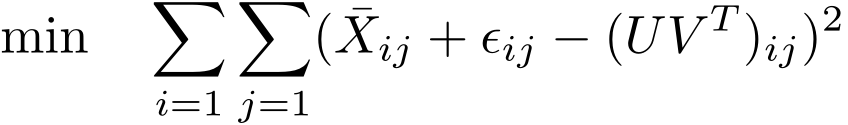 min \sum_{i=1} \sum_{j=1} (\bar{X}_{ij} + \epsilon_{ij} - (UV^T)_{ij})^2